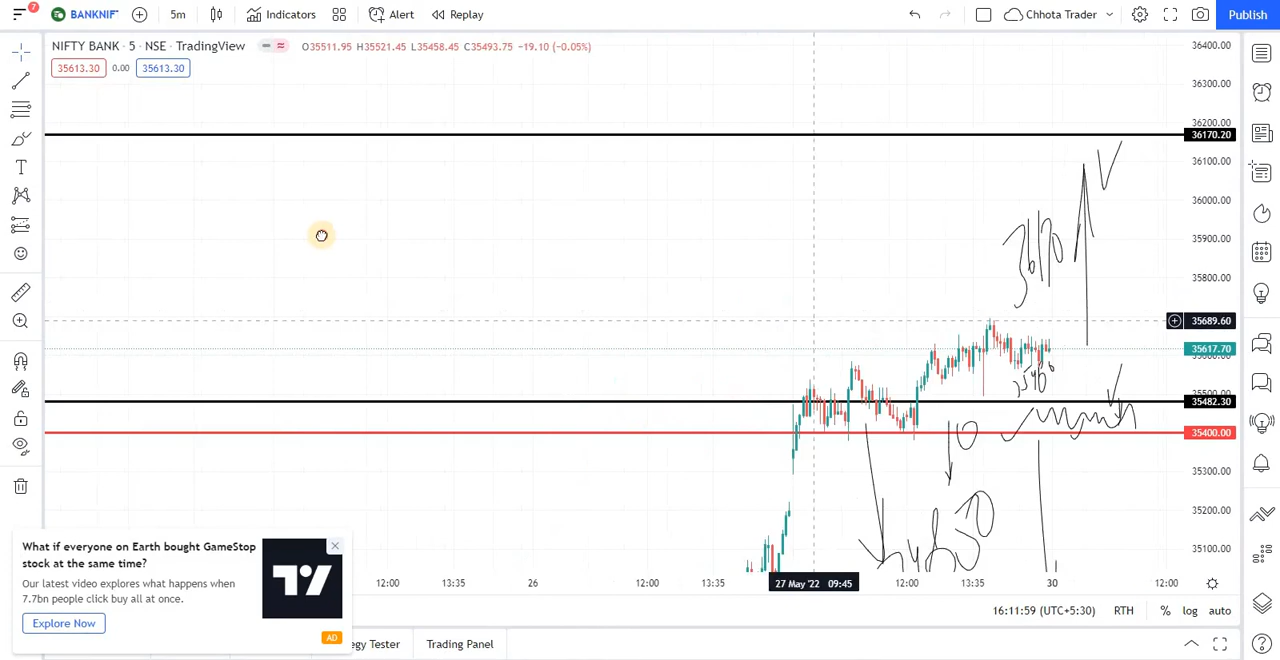 7
BANKNIF
5m
Indicators
Alert
Replay
Chhota Trader
Publish
NIFTY BANK · 5 · NSE · TradingView
O35511.95 H35521.45 L35458.45 C35493.75 −19.10 (−0.05%)
35613.30 0.00 35613.30
36400.00
36300.00
36200.00
36170.20
36100.00
36000.00
35900.00
35800.00
35689.60
35617.70
35482.30
35400.00
35300.00
35200.00
35100.00
36170
What if everyone on Earth bought GameStop
stock at the same time?
Our latest video explores what happens when
7.7bn people click buy all at once.
Explore Now
AD
12:00 13:35 26 12:00 13:35 27 May '22 09:45 12:00 13:35 30 12:00
16:11:59 (UTC+5:30) RTH % log auto
egy Tester
Trading Panel